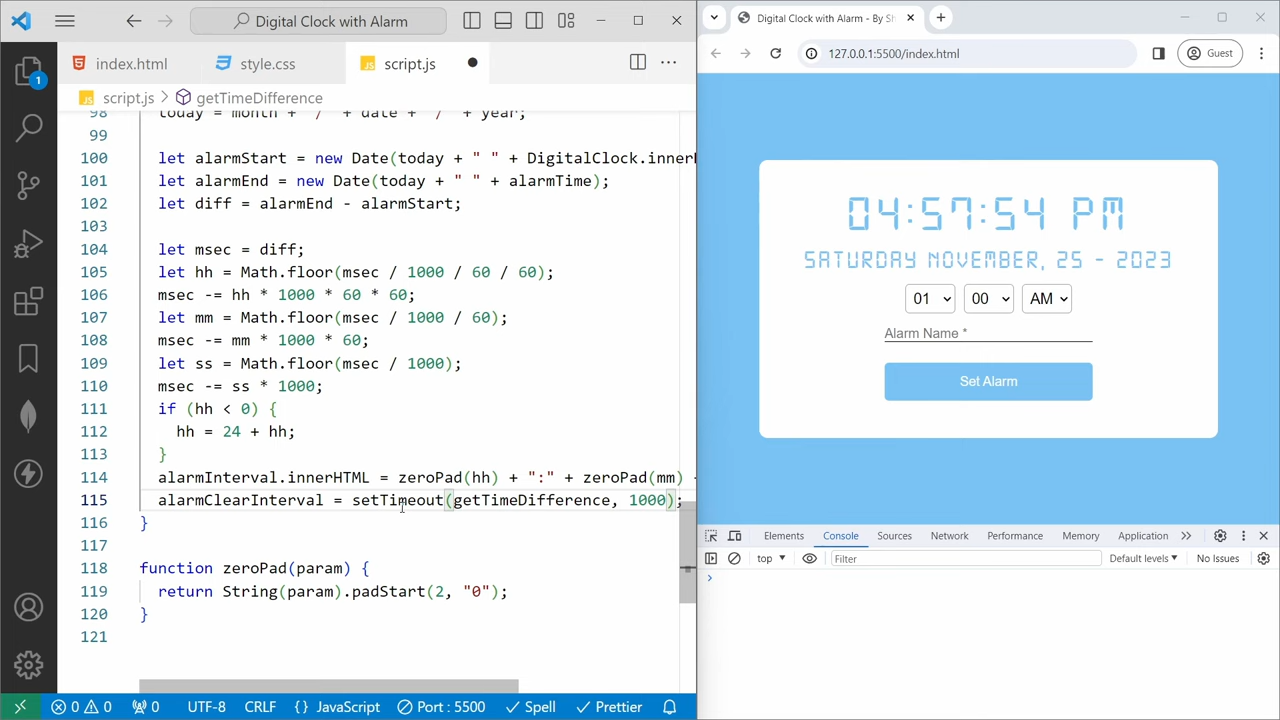 Digital Clock with Alarm
index.html
style.css
script.js
script.js > getTimeDifference
98 today = month + "/" + date + "/" + year;
99
100 let alarmStart = new Date(today + " " + DigitalClock.inner
101 let alarmEnd = new Date(today + " " + alarmTime);
102 let diff = alarmEnd - alarmStart;
103
104 let msec = diff;
105 let hh = Math.floor(msec / 1000 / 60 / 60);
106 msec -= hh * 1000 * 60 * 60;
107 let mm = Math.floor(msec / 1000 / 60);
108 msec -= mm * 1000 * 60;
109 let ss = Math.floor(msec / 1000);
110 msec -= ss * 1000;
111 if (hh < 0) {
112 hh = 24 + hh;
113 }
114 alarmInterval.innerHTML = zeroPad(hh) + ":" + zeroPad(mm)
115 alarmClearInterval = setTimeout(getTimeDifference, 1000);
116 }
117
118 function zeroPad(param) {
119 return String(param).padStart(2, "0");
120 }
121
1
0 0 0 UTF-8 CRLF {} JavaScript Port : 5500 Spell Prettier
Digital Clock with Alarm - By Sh
127.0.0.1:5500/index.html
Guest
04:57:54 PM
SATURDAY NOVEMBER, 25 - 2023
01 00 AM
Alarm Name *
Set Alarm
Elements Console Sources Network Performance Memory Application
top Filter Default levels No Issues